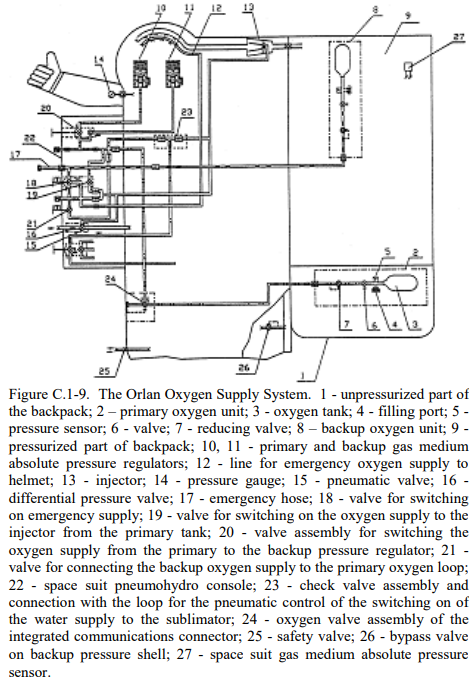 10 11 12 13
8 9
27
14
20
23
22
17
18
19
21
16
15
24
5 2
25 26 7 6 4 3
1
Figure C.1-9. The Orlan Oxygen Supply System. 1 - unpressurized part of
the backpack; 2 – primary oxygen unit; 3 - oxygen tank; 4 - filling port; 5 -
pressure sensor; 6 - valve; 7 - reducing valve; 8 – backup oxygen unit; 9 -
pressurized part of backpack; 10, 11 - primary and backup gas medium
absolute pressure regulators; 12 - line for emergency oxygen supply to
helmet; 13 - injector; 14 - pressure gauge; 15 - pneumatic valve; 16 -
differential pressure valve; 17 - emergency hose; 18 - valve for switching
on emergency supply; 19 - valve for switching on the oxygen supply to the
injector from the primary tank; 20 - valve assembly for switching the
oxygen supply from the primary to the backup pressure regulator; 21 -
valve for connecting the backup oxygen supply to the primary oxygen loop;
22 - space suit pneumohydro console; 23 - check valve assembly and
connection with the loop for the pneumatic control of the switching on of
the water supply to the sublimator; 24 - oxygen valve assembly of the
integrated communications connector; 25 - safety valve; 26 - bypass valve
on backup pressure shell; 27 - space suit gas medium absolute pressure
sensor.